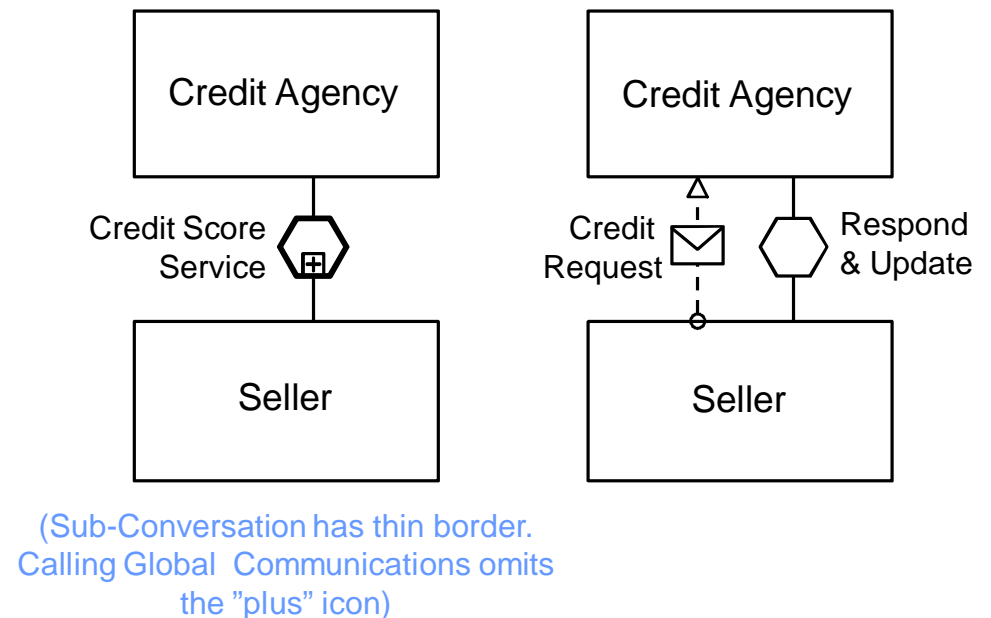 Credit Agency
Credit Score
Service
Seller
Credit Agency
Credit
Request
Respond
& Update
Seller
(Sub-Conversation has thin border.
Calling Global Communications omits
the ”plus” icon)